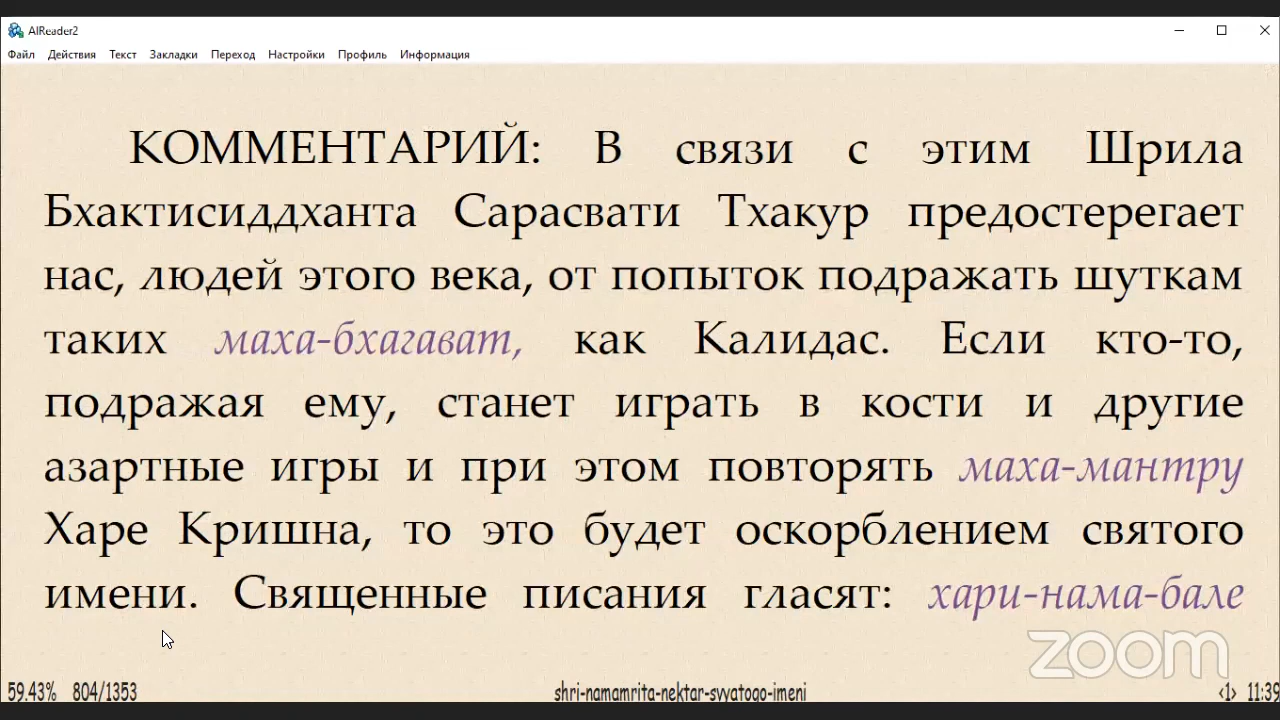 AlReader2
Файл Действия Текст Закладки Переход Настройки Профиль Информация
КОММЕНТАРИЙ: В связи с этим Шрила
Бхактисиддханта Сарасвати Тхакур предостерегает
нас, людей этого века, от попыток подражать шуткам
таких маха-бхагават, как Калидас. Если кто-то,
подражая ему, станет играть в кости и другие
азартные игры и при этом повторять маха-мантру
Харе Кришна, то это будет оскорблением святого
имени. Священные писания гласят: хари-нама-бале
zoom
59.43% 804/1353 shri-namamrita-nektar-svyatogo-imeni ‹1› 11:39